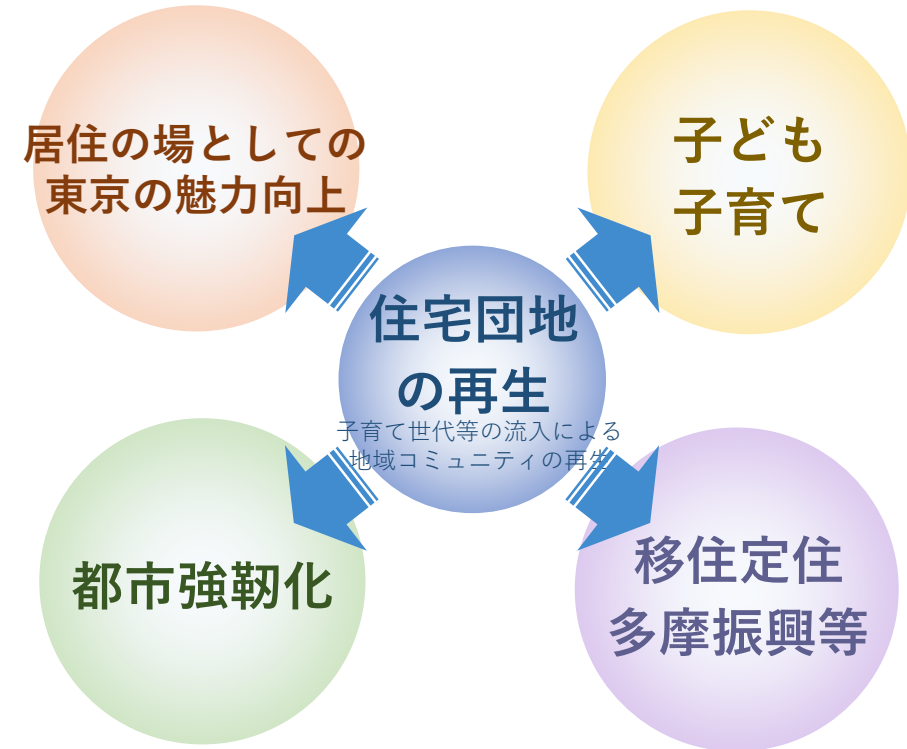 居住の場としての
東京の魅力向上
子ども
子育て
住宅団地
の再生
子育て世代等の流入による
地域コミュニティの再生
都市強靭化
移住定住
多摩振興等